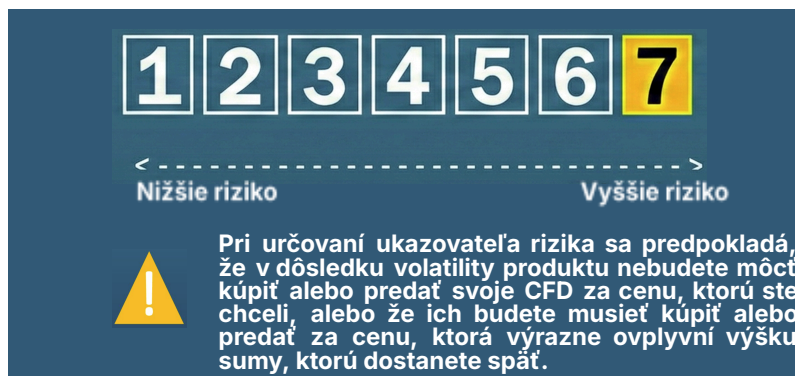 1 2 3 4 5 6 7
Nižšie riziko Vyššie riziko
Pri určovaní ukazovateľa rizika sa predpokladá,
že v dôsledku volatility produktu nebudete môcť
kúpiť alebo predať svoje CFD za cenu, ktorú ste
chceli, alebo že ich budete musieť kúpiť alebo
predať za cenu, ktorá výrazne ovplyvní výšku
sumy, ktorú dostanete späť.